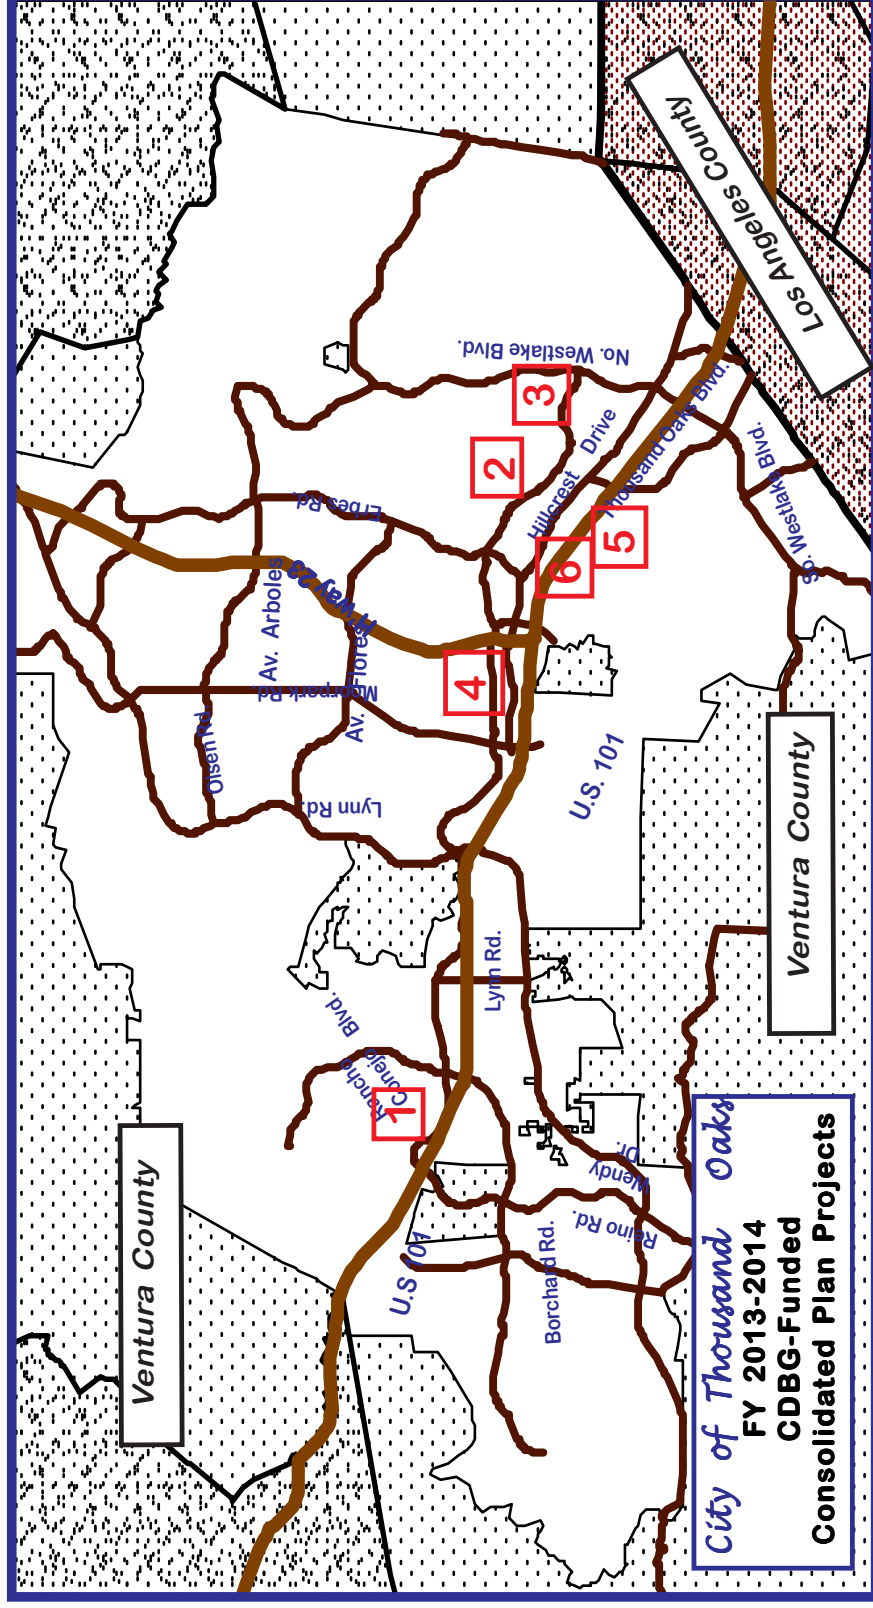 City of Thousand Oaks
FY 2013-2014
CDBG-Funded
Consolidated Plan Projects
Ventura County
Ventura County
Los Angeles County
U.S 101
U.S. 101
Borchard Rd.
Reino Rd.
Wendy
Dr.
Rancho
Conejo
Blvd.
Lynn Rd.
Lynn Rd.
Olsen Rd.
Moorpark Rd.
Av. Arboles
Av. Flores
H way 23
Erbes Rd.
Hillcrest Drive
Thousand Oaks Blvd.
No. Westlake Blvd.
So. Westlake Blvd.
1
2
3
4
5
6